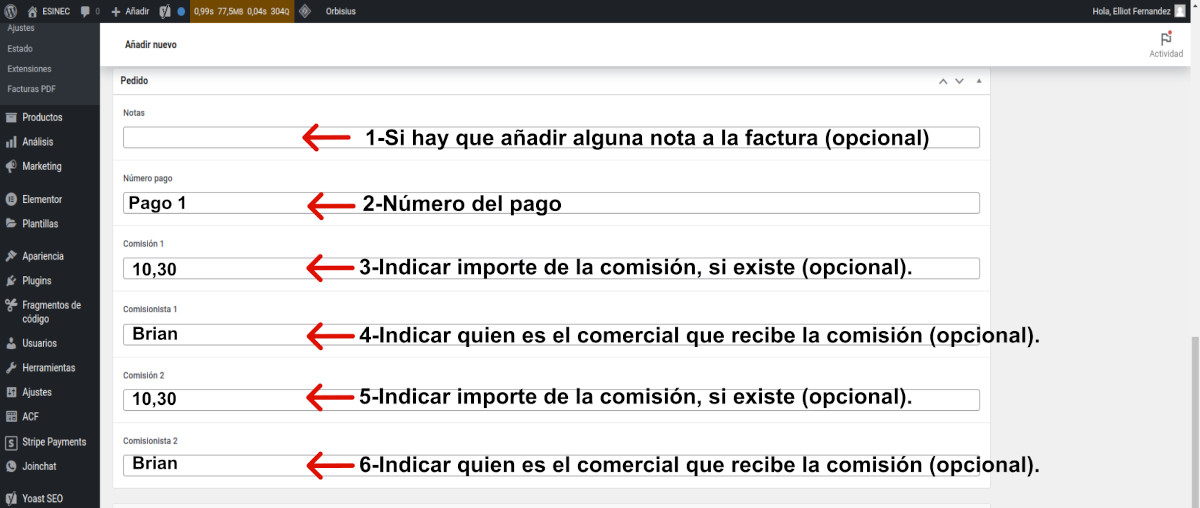 ESINEC 0 Añadir 0,99s 77,5MB 0,04s 304Q Orbisius Hola, Elliot Fernandez
Ajustes
Estado
Extensiones
Facturas PDF
Productos
Análisis
Marketing
Elementor
Plantillas
Apariencia
Plugins
Fragmentos de
código
Usuarios
Herramientas
Ajustes
ACF
Stripe Payments
Joinchat
Yoast SEO
Añadir nuevo
Actividad
Pedido
Notas
1-Si hay que añadir alguna nota a la factura (opcional)
Número pago
Pago 1 2-Número del pago
Comisión 1
10,30 3-Indicar importe de la comisión, si existe (opcional).
Comisionista 1
Brian 4-Indicar quien es el comercial que recibe la comisión (opcional).
Comisión 2
10,30 5-Indicar importe de la comisión, si existe (opcional).
Comisionista 2
Brian 6-Indicar quien es el comercial que recibe la comisión (opcional).